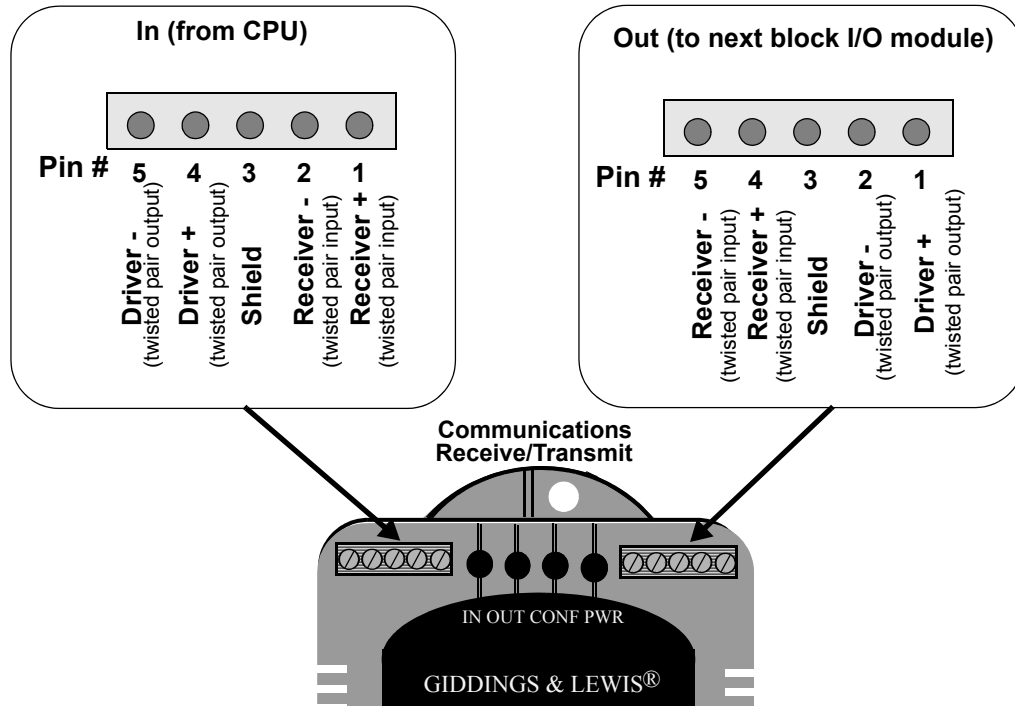 In (from CPU)
Pin # 5 4 3 2 1
Driver -
(twisted pair output)
Driver +
(twisted pair output)
Shield
Receiver -
(twisted pair input)
Receiver +
(twisted pair input)
Out (to next block I/O module)
Pin # 5 4 3 2 1
Receiver -
(twisted pair input)
Receiver +
(twisted pair input)
Shield
Driver -
(twisted pair output)
Driver +
(twisted pair output)
Communications
Receive/Transmit
IN OUT CONF PWR
GIDDINGS & LEWIS®